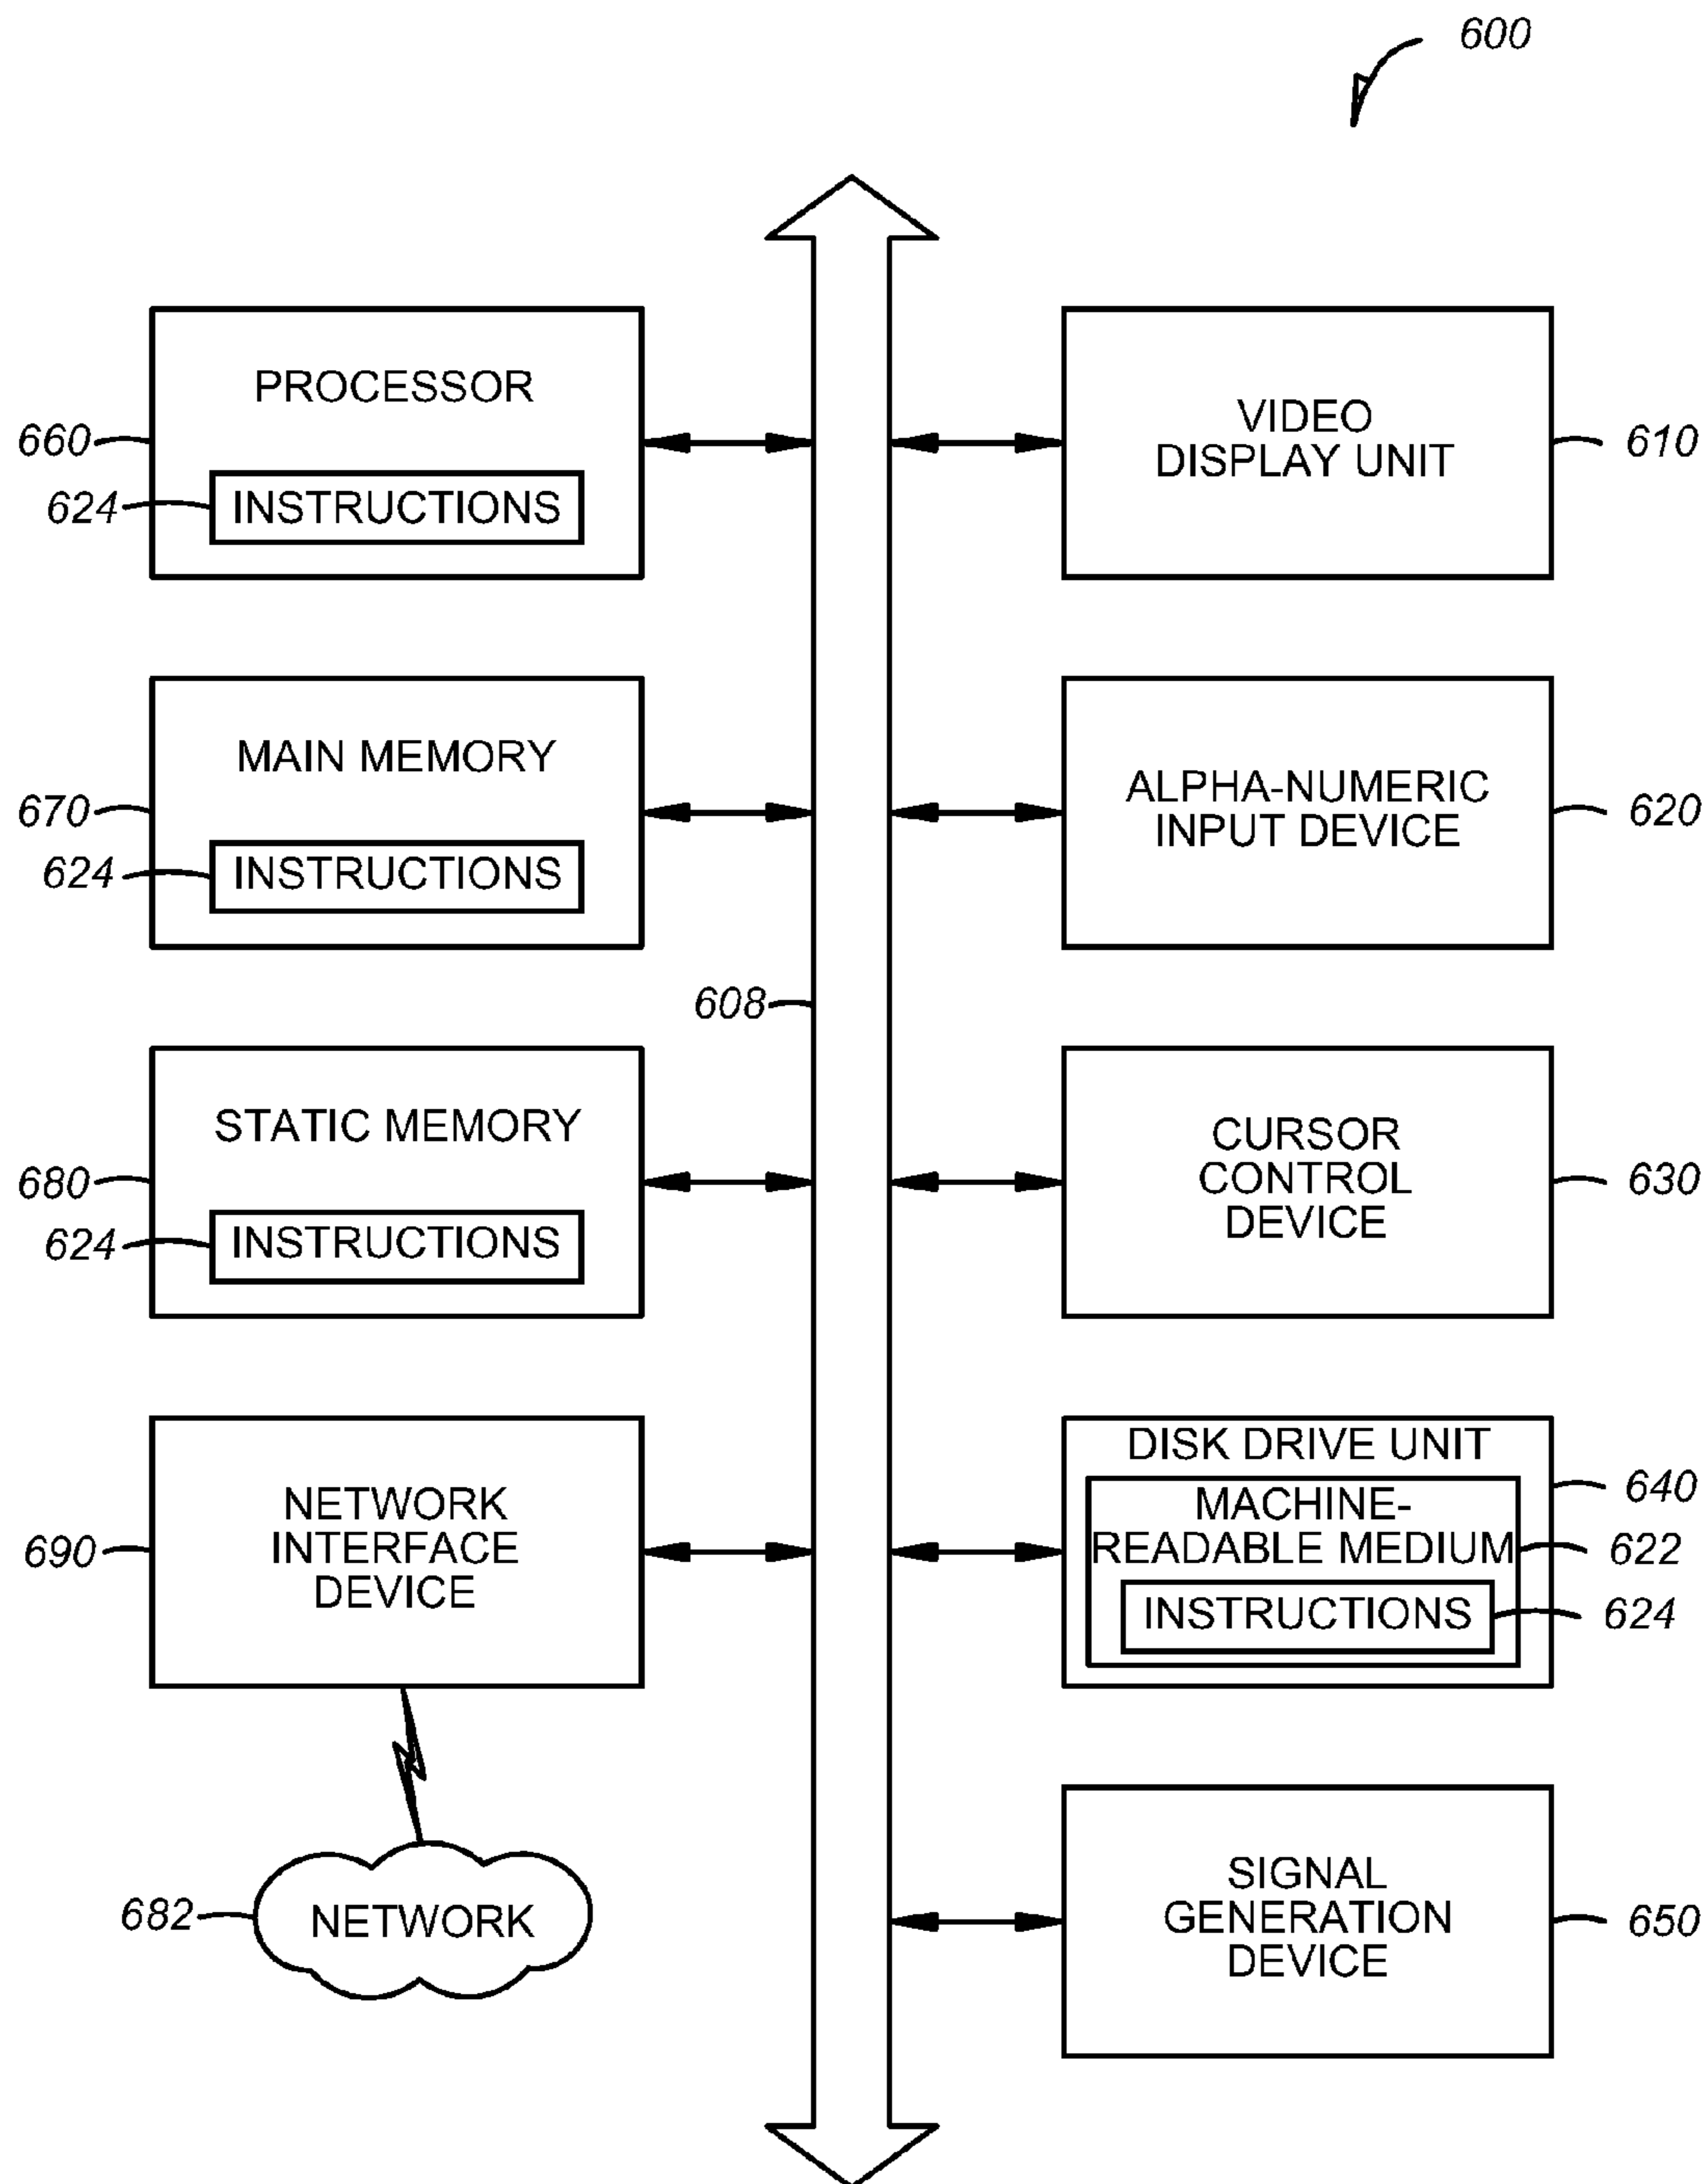 600
PROCESSOR
660
624
INSTRUCTIONS
VIDEO
DISPLAY UNIT
610
MAIN MEMORY
670
624
INSTRUCTIONS
ALPHA-NUMERIC
INPUT DEVICE
620
608
STATIC MEMORY
680
624
INSTRUCTIONS
CURSOR
CONTROL
DEVICE
630
NETWORK
INTERFACE
DEVICE
690
DISK DRIVE UNIT
640
MACHINE-
READABLE MEDIUM
622
INSTRUCTIONS
624
682
NETWORK
SIGNAL
GENERATION
DEVICE
650